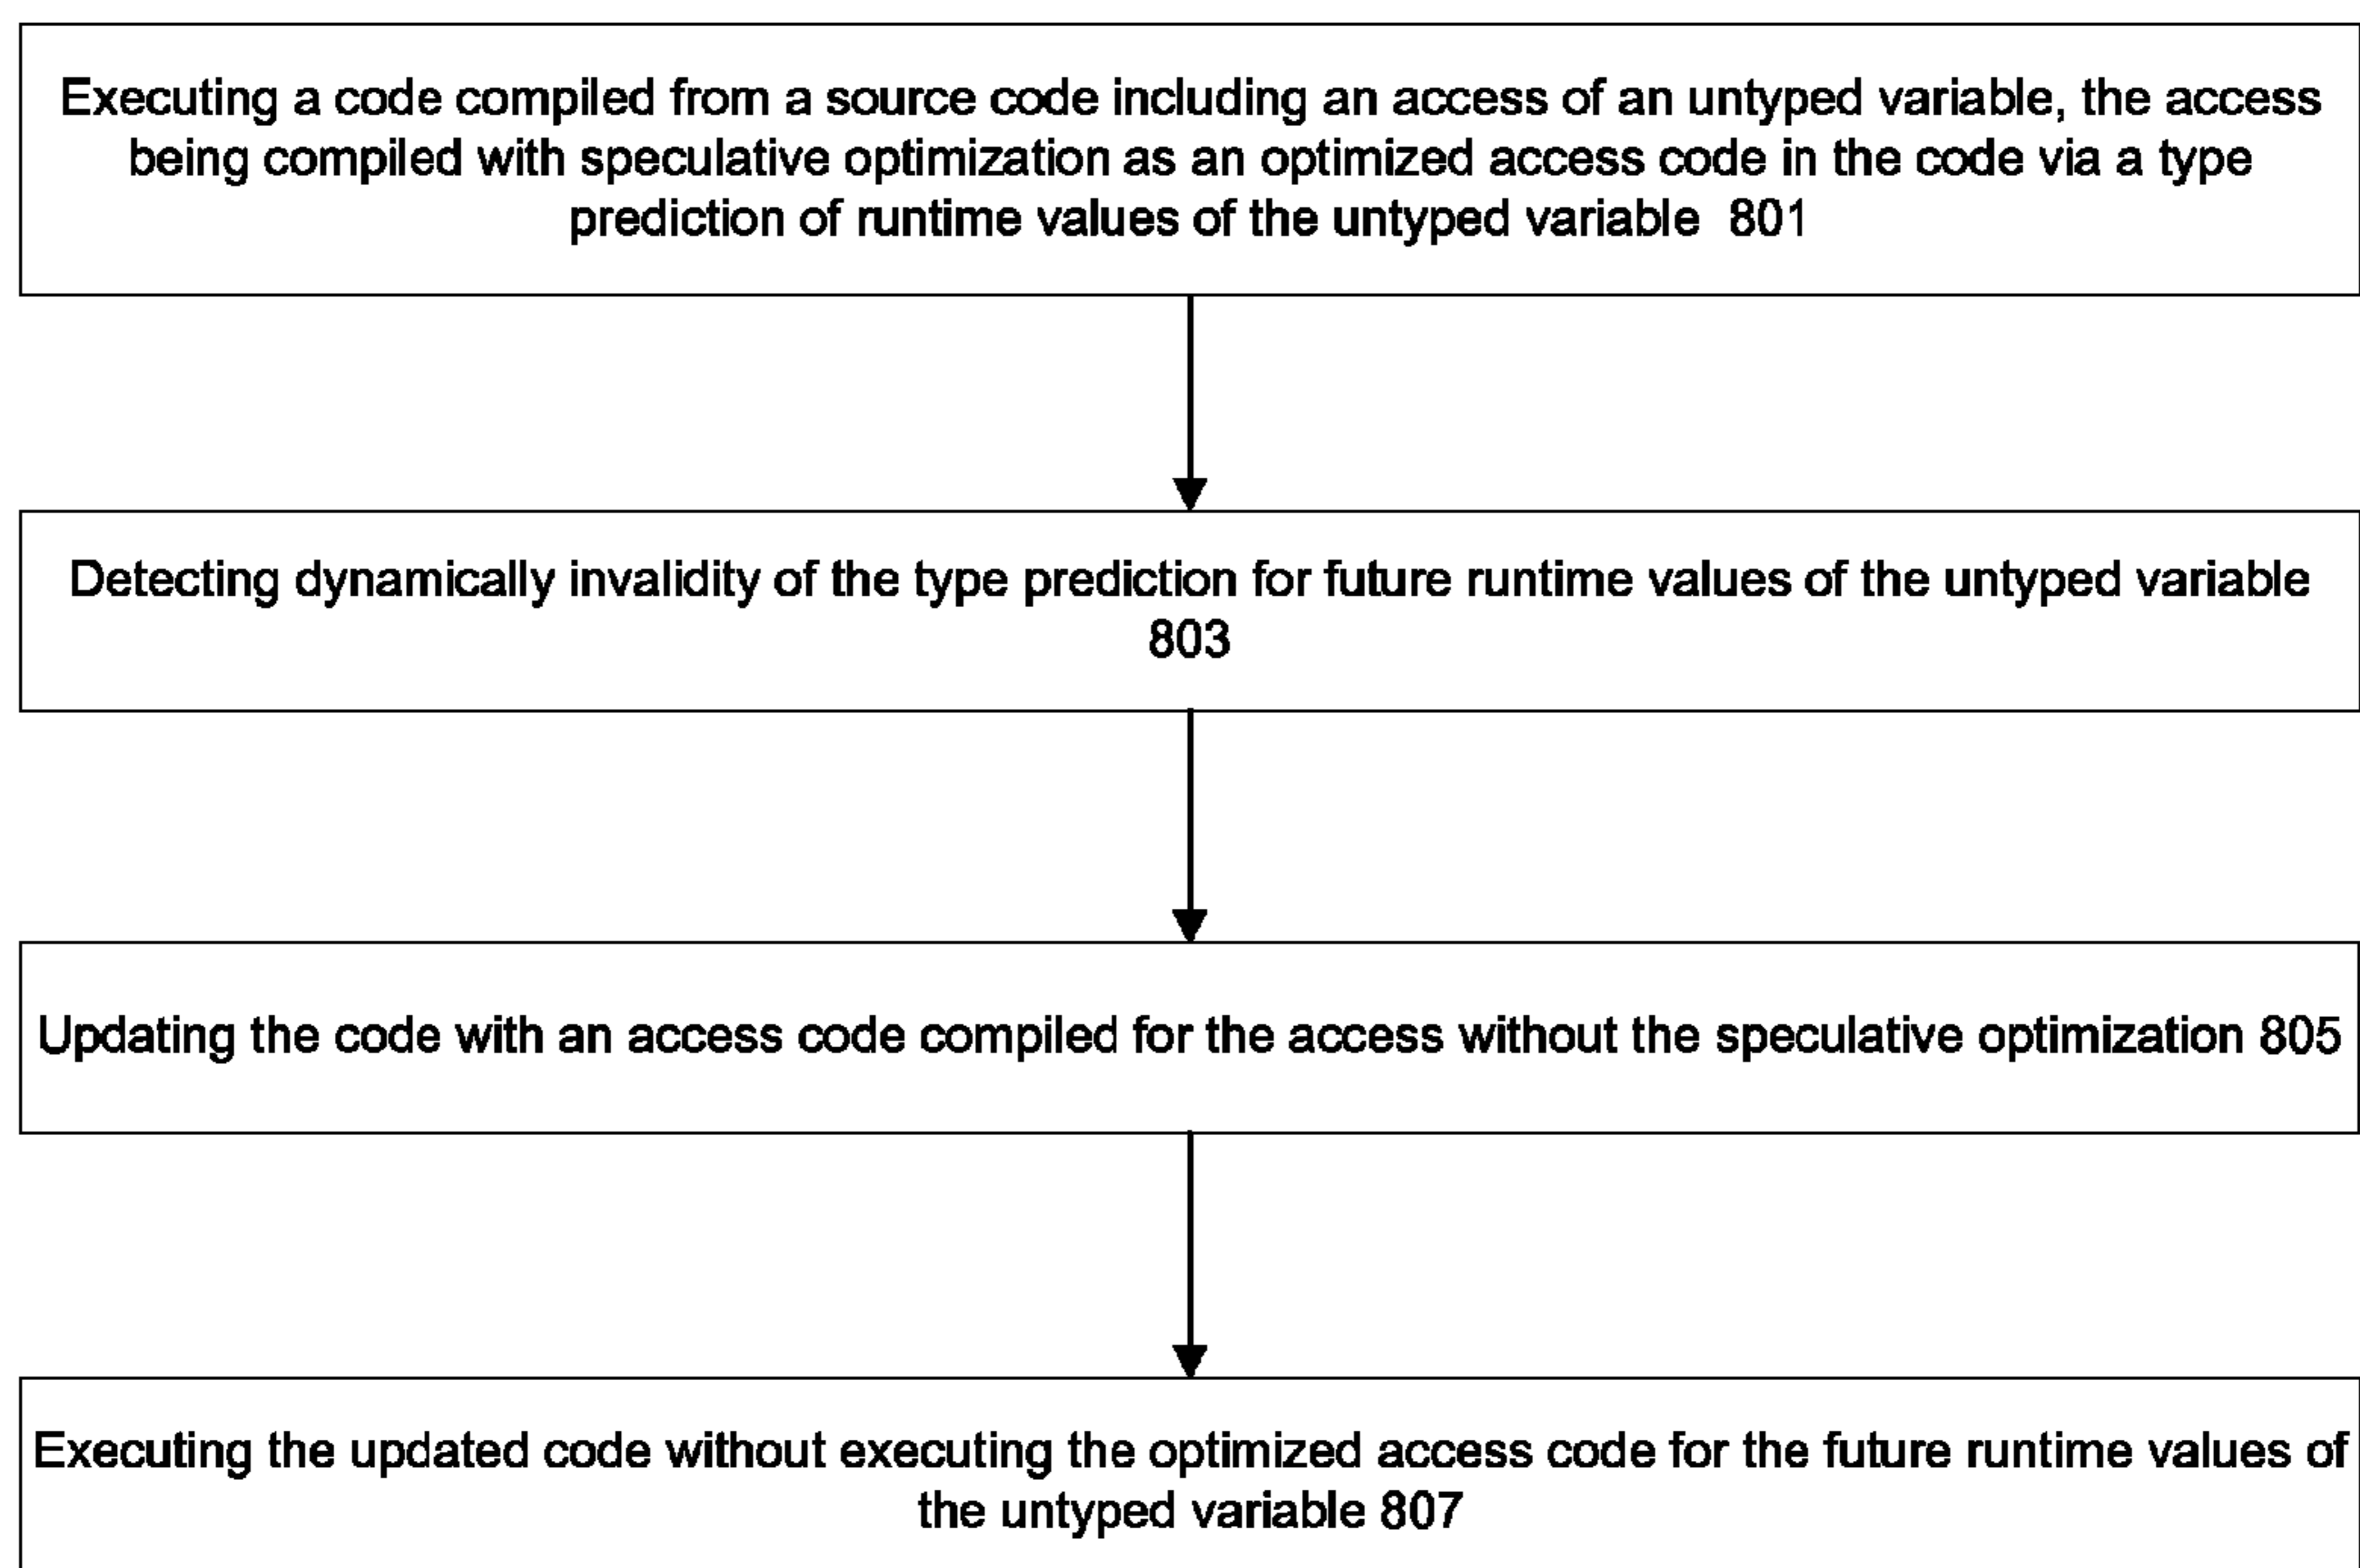 Executing a code compiled from a source code including an access of an untyped variable, the access
being compiled with speculative optimization as an optimized access code in the code via a type
prediction of runtime values of the untyped variable 801
Detecting dynamically invalidity of the type prediction for future runtime values of the untyped variable
803
Updating the code with an access code compiled for the access without the speculative optimization 805
Executing the updated code without executing the optimized access code for the future runtime values of
the untyped variable 807